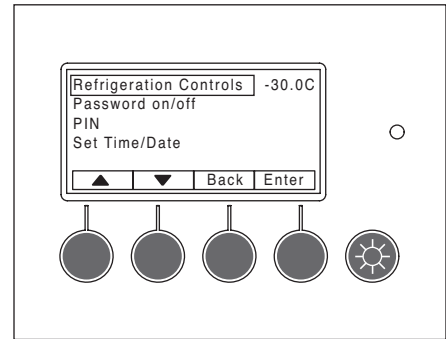 Refrigeration Controls -30.0C
Password on/off
PIN
Set Time/Date
▲ ▼ Back Enter